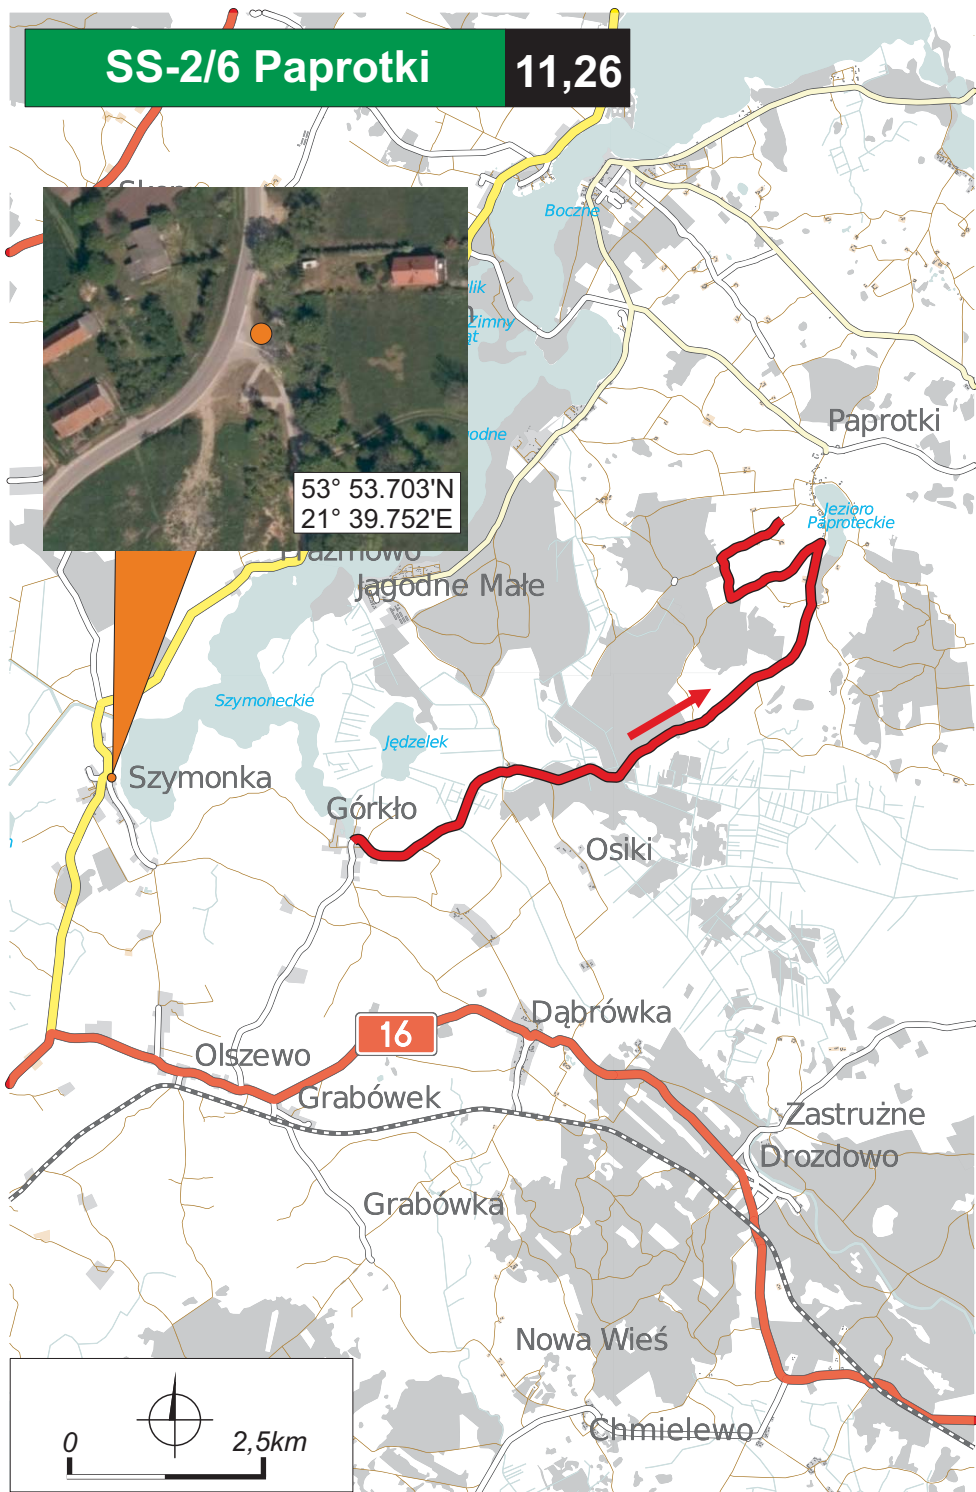 SS-2/6 Paprotki 11,26
Boczne
Zimny
53° 53.703'N
21° 39.752'E
Paprotki
Jezioro
Paproteckie
Jagodne Małe
Szymoneckie
Jędzelek
Szymonka
Górkło
Osiki
Dąbrówka
16
Olszewo
Grabówek
Zastrużne
Drozdowo
Grabówka
Nowa Wieś
Chmielewo
0 2,5km